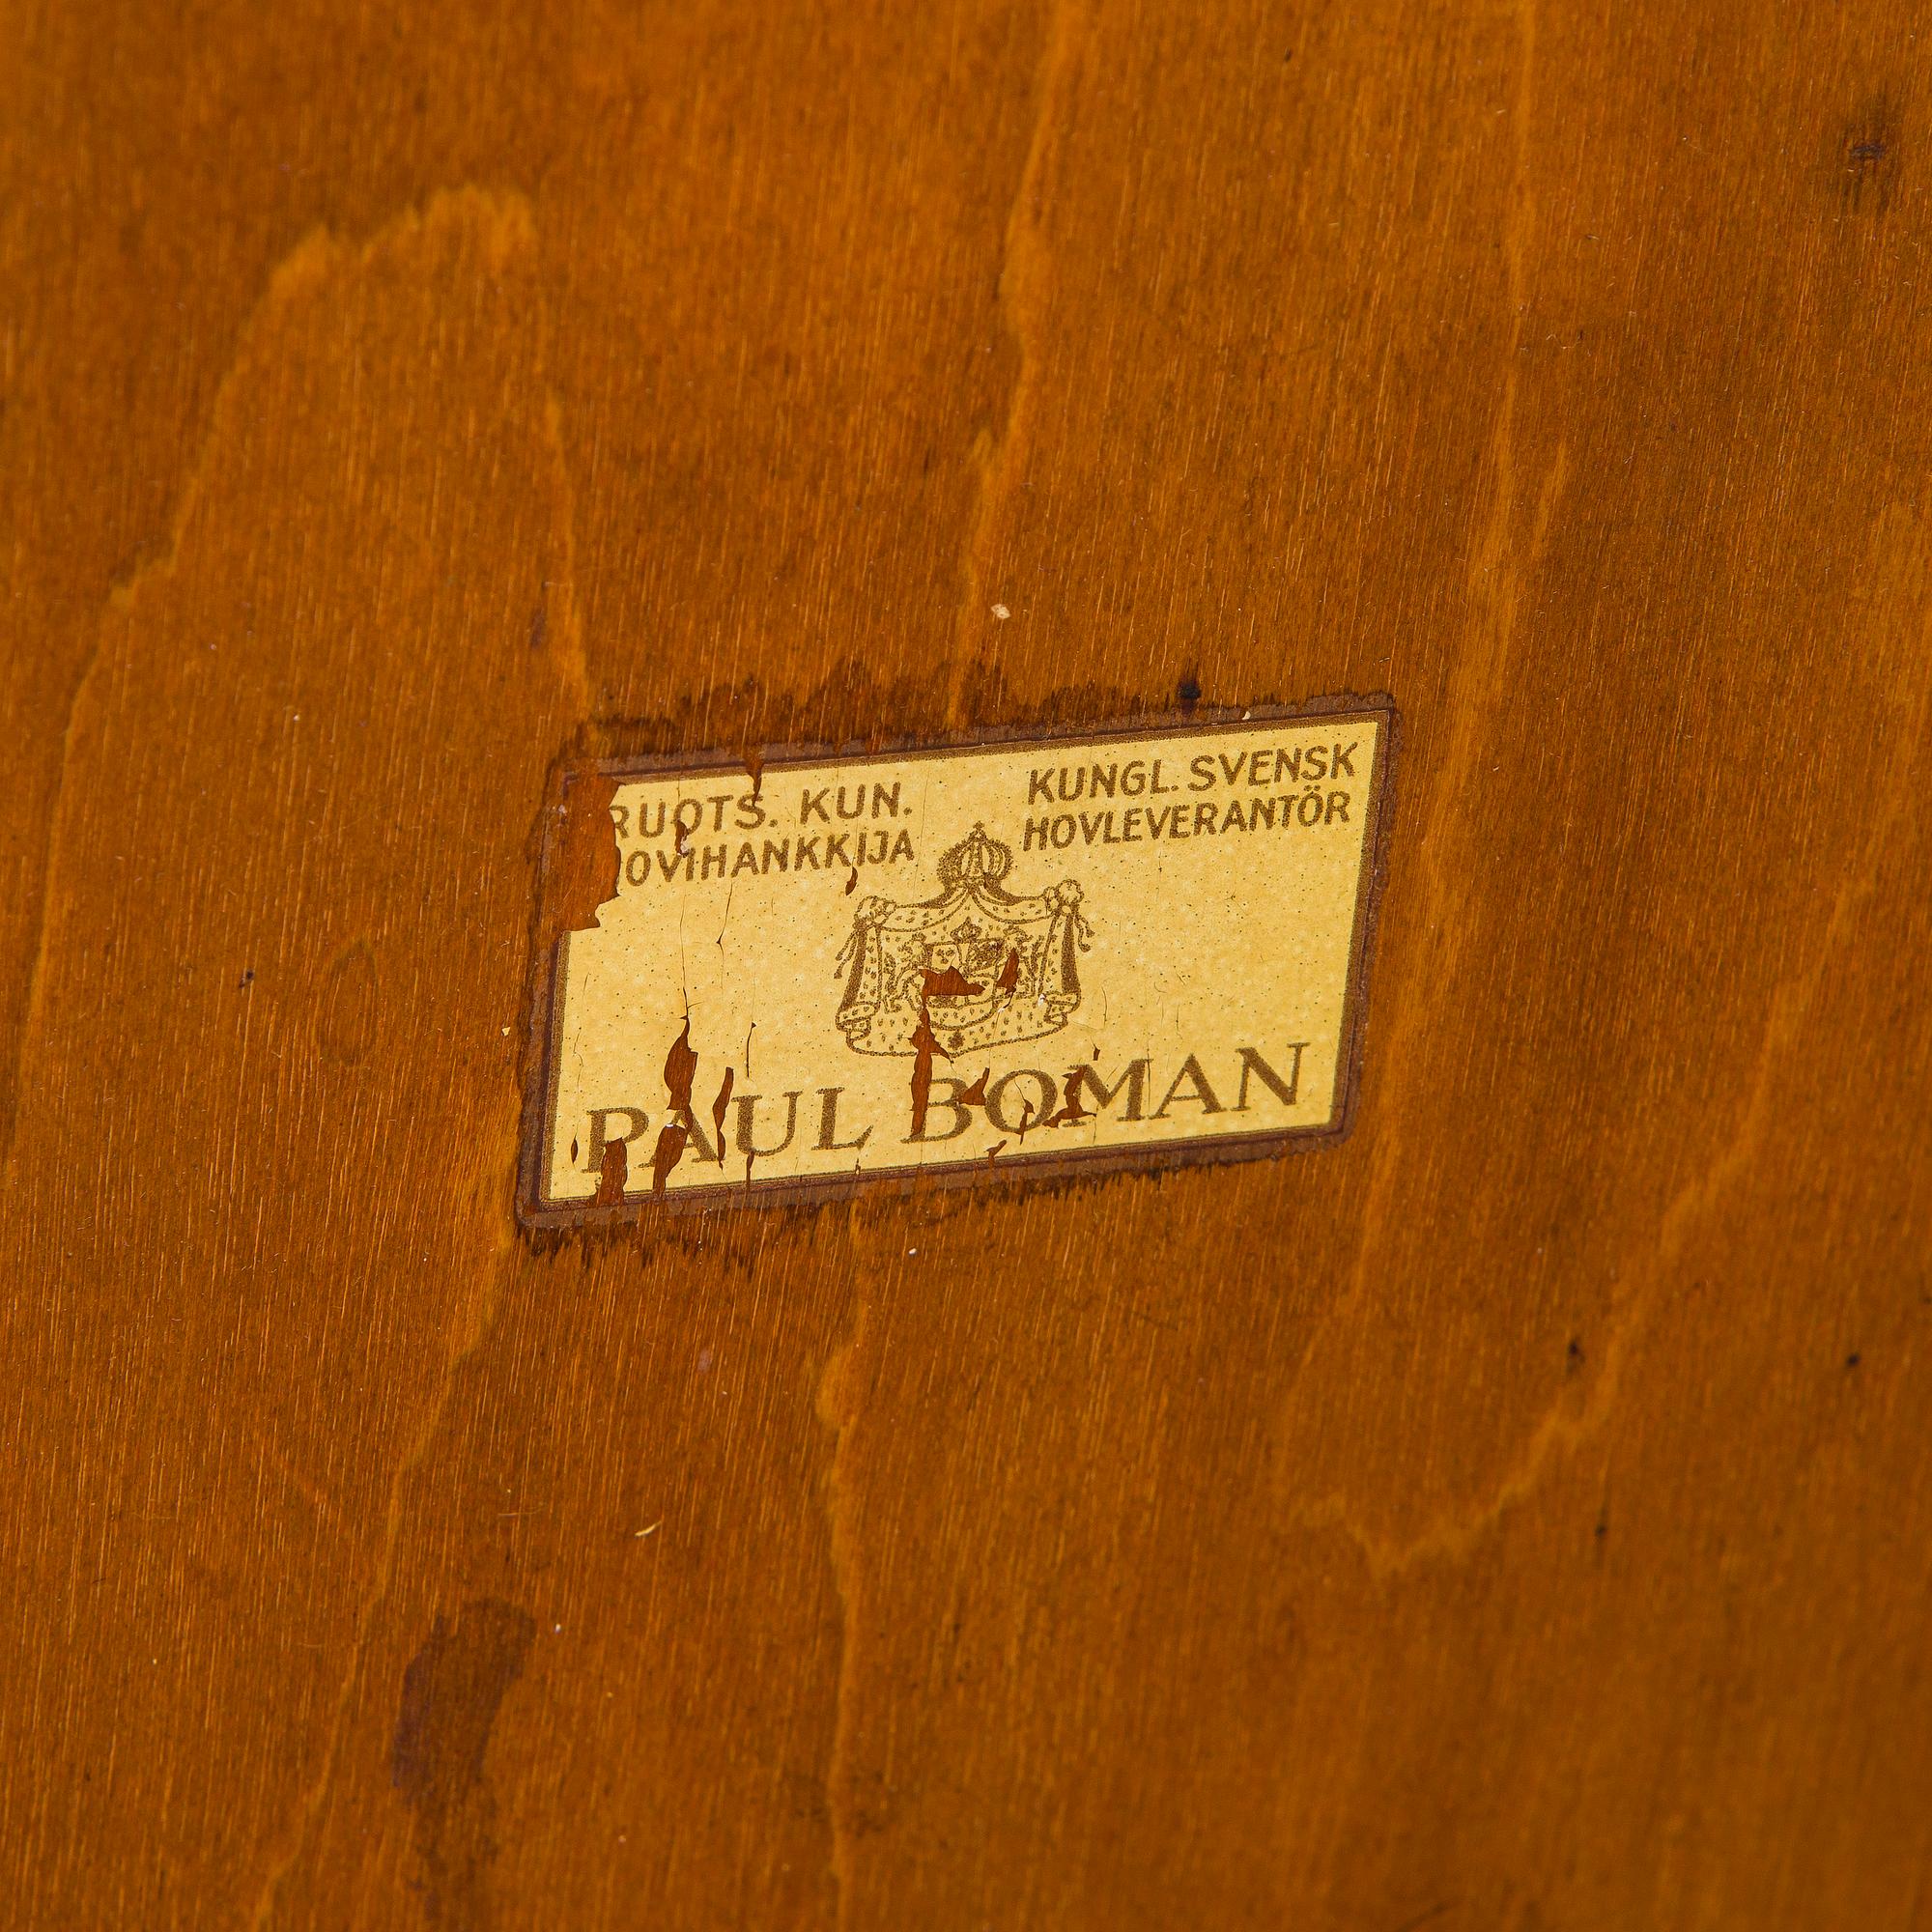 RUOTS. KUN.
HOVIHANKKIJA
KUNGL. SVENSK
HOVLEVERANTÖR
PAUL BOMAN